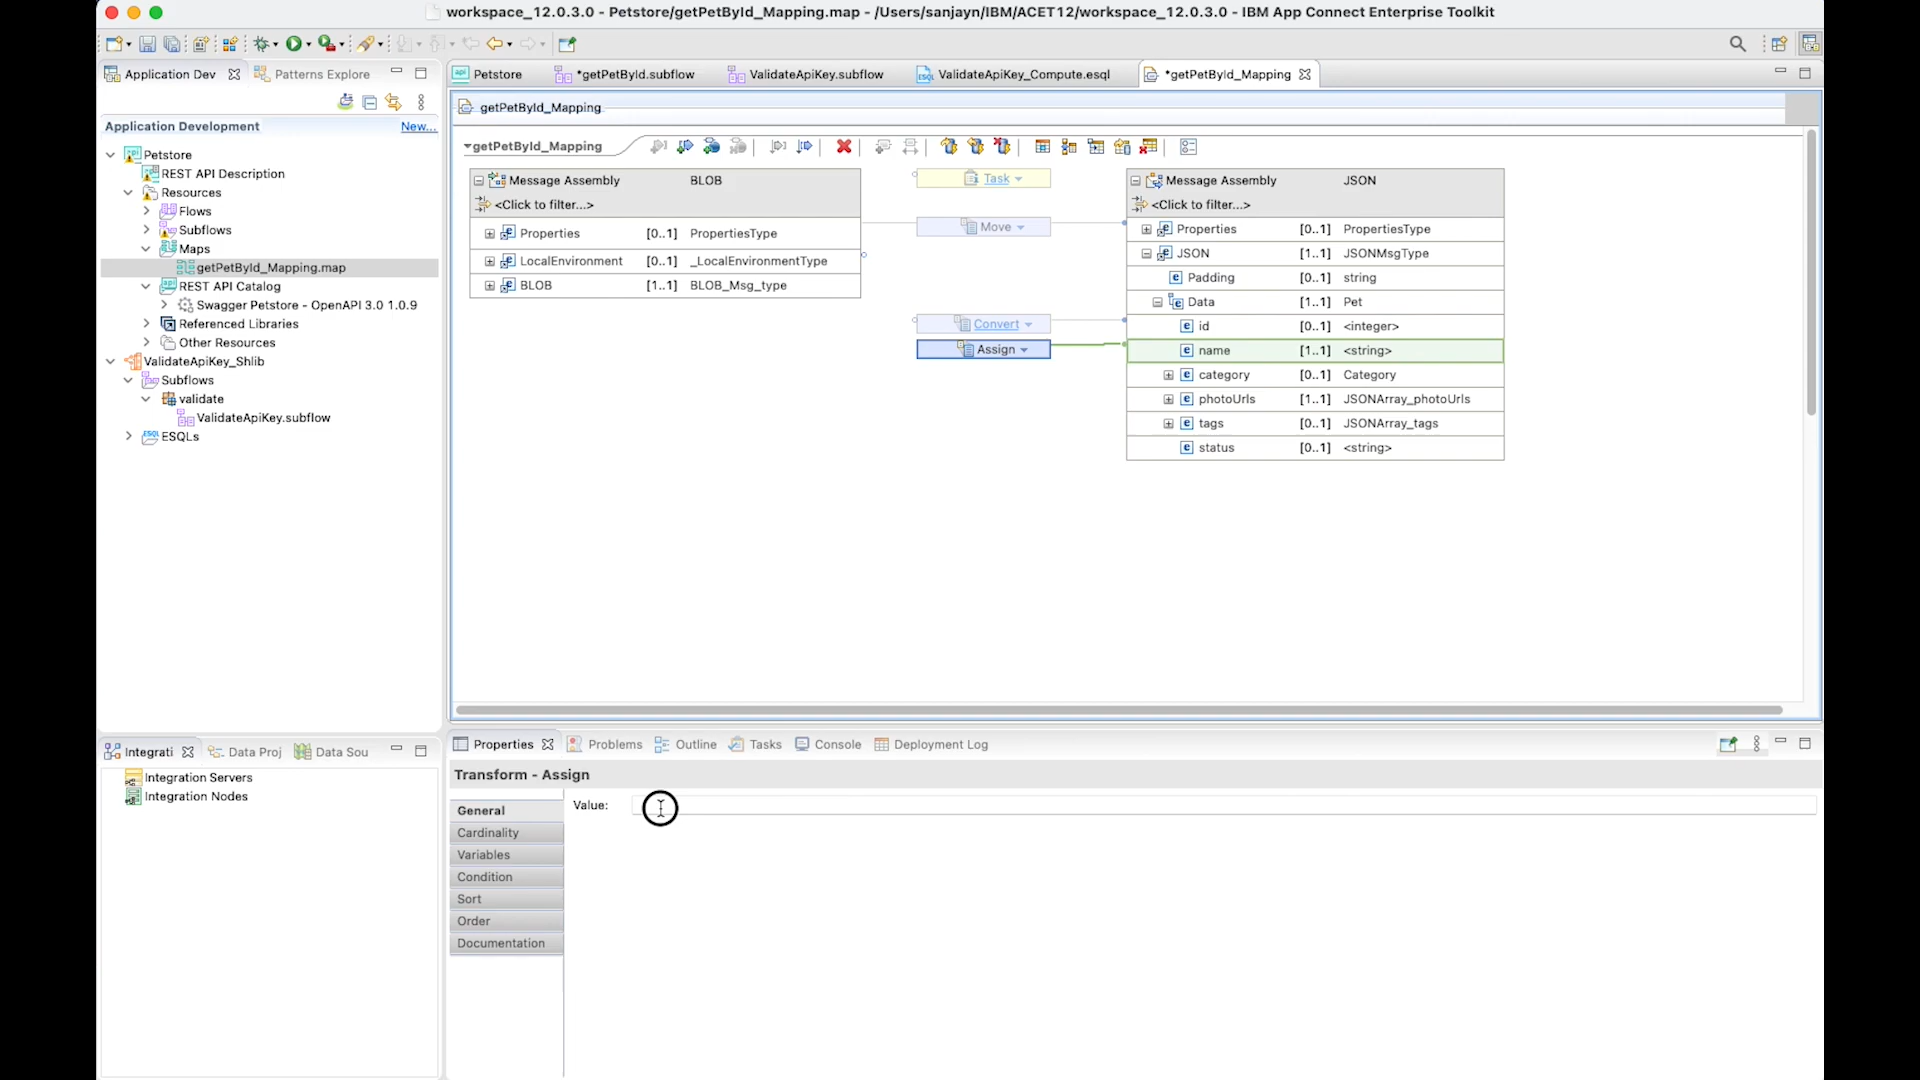 workspace_12.0.3.0 - Petstore/getPetById_Mapping.map - /Users/sanjayn/IBM/ACET12/workspace_12.0.3.0 - IBM App Connect Enterprise Toolkit
Application Dev
Patterns Explore
Petstore
*getPetById.subflow
ValidateApiKey.subflow
ValidateApiKey_Compute.esql
*getPetById_Mapping
Application Development
New...
Petstore
REST API Description
Resources
Flows
Subflows
Maps
getPetById_Mapping.map
REST API Catalog
Swagger Petstore - OpenAPI 3.0 1.0.9
Referenced Libraries
Other Resources
ValidateApiKey_Shlib
Subflows
validate
ValidateApiKey.subflow
ESQLs
getPetById_Mapping
getPetById_Mapping
Message Assembly BLOB
<Click to filter...>
Properties [0..1] PropertiesType
LocalEnvironment [0..1] _LocalEnvironmentType
BLOB [1..1] BLOB_Msg_type
Task
Move
Convert
Assign
Message Assembly JSON
<Click to filter...>
Properties [0..1] PropertiesType
JSON [1..1] JSONMsgType
Padding [0..1] string
Data [1..1] Pet
id [0..1] <integer>
name [1..1] <string>
category [0..1] Category
photoUrls [1..1] JSONArray_photoUrls
tags [0..1] JSONArray_tags
status [0..1] <string>
Integrati
Data Proj
Data Sou
Integration Servers
Integration Nodes
Properties
Problems
Outline
Tasks
Console
Deployment Log
Transform - Assign
General
Cardinality
Variables
Condition
Sort
Order
Documentation
Value: